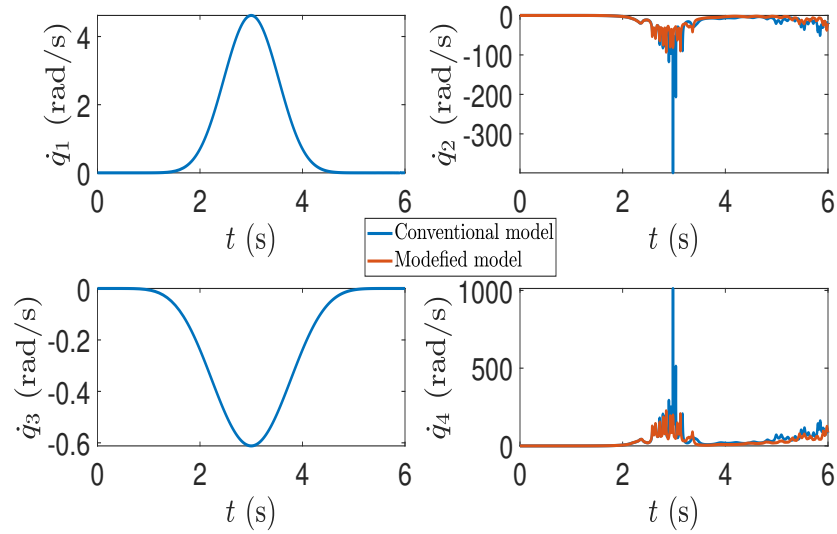 4
2
0
q̇1 (rad/s)
0 2 4 6
t (s)
0
-100
-200
-300
q̇2 (rad/s)
0 2 4 6
t (s)
Conventional model
Modefied model
0
-0.2
-0.4
-0.6
q̇3 (rad/s)
0 2 4 6
t (s)
1000
500
0
q̇4 (rad/s)
0 2 4 6
t (s)